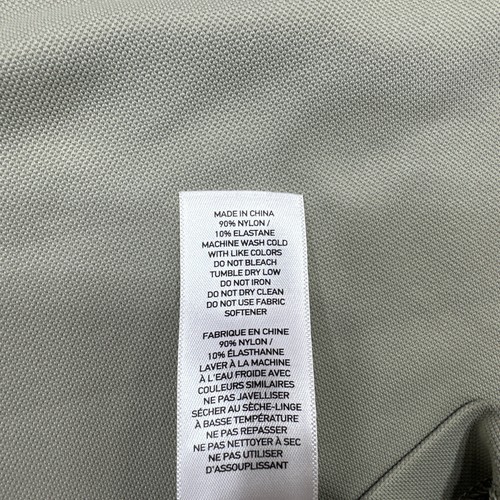 MADE IN CHINA
90% NYLON /
10% ELASTANE
MACHINE WASH COLD
WITH LIKE COLORS
DO NOT BLEACH
TUMBLE DRY LOW
DO NOT IRON
DO NOT DRY CLEAN
DO NOT USE FABRIC
SOFTENER
FABRIQUE EN CHINE
90% NYLON /
10% ÉLASTHANNE
LAVER À LA MACHINE
À L'EAU FROIDE AVEC
COULEURS SIMILAIRES
NE PAS JAVELLISER
SÉCHER AU SÈCHE-LINGE
À BASSE TEMPÉRATURE
NE PAS REPASSER
NE PAS NETTOYER À SEC
NE PAS UTILISER
D'ASSOUPLISSANT